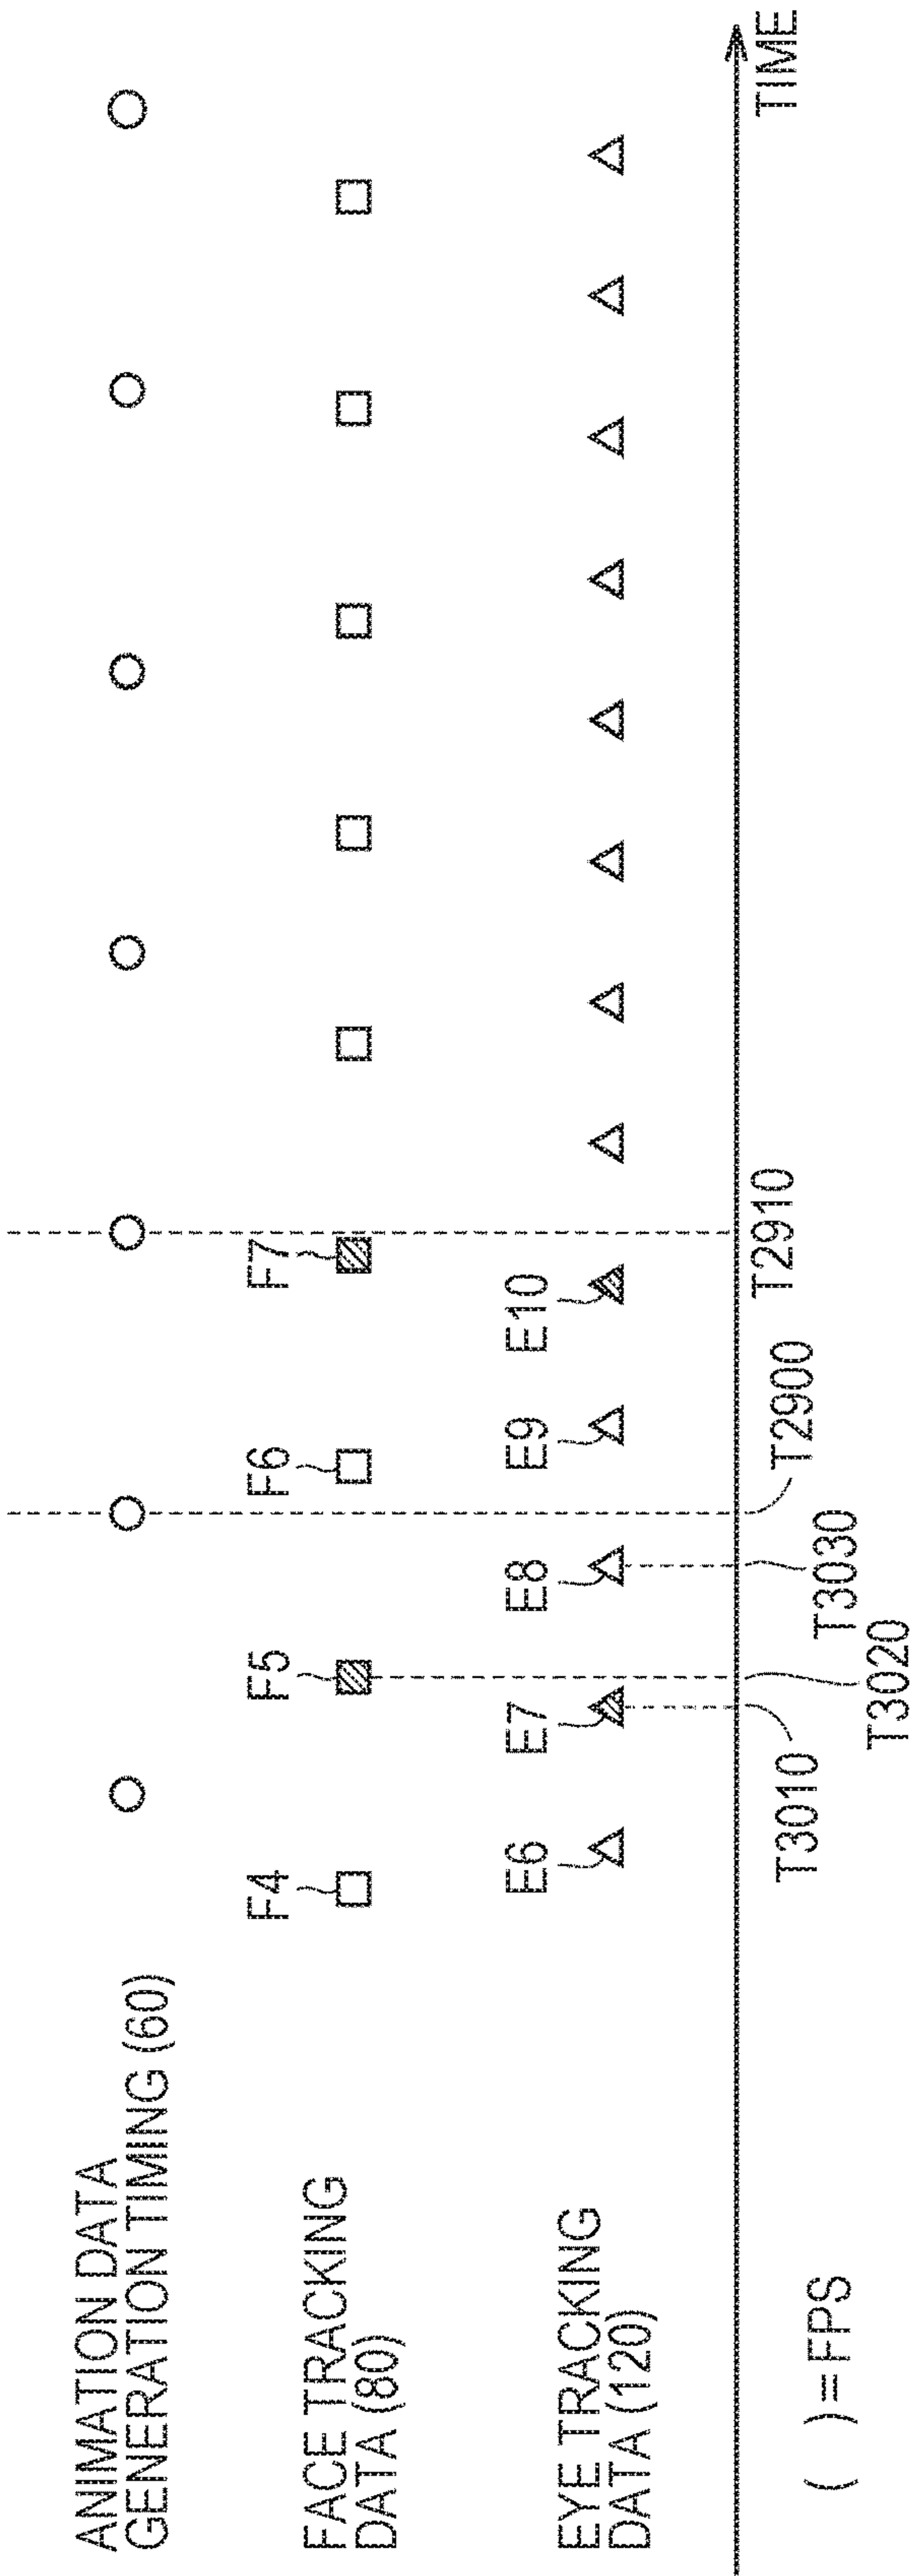 ANIMATION DATA
GENERATION TIMING (60)
FACE TRACKING
DATA (80)
F4
F5
F6
F7
EYE TRACKING
DATA (120)
E6
E7
E8
E9
E10
TIME
T2910
T2900
T3030
T3020
T3010
( ) = FPS